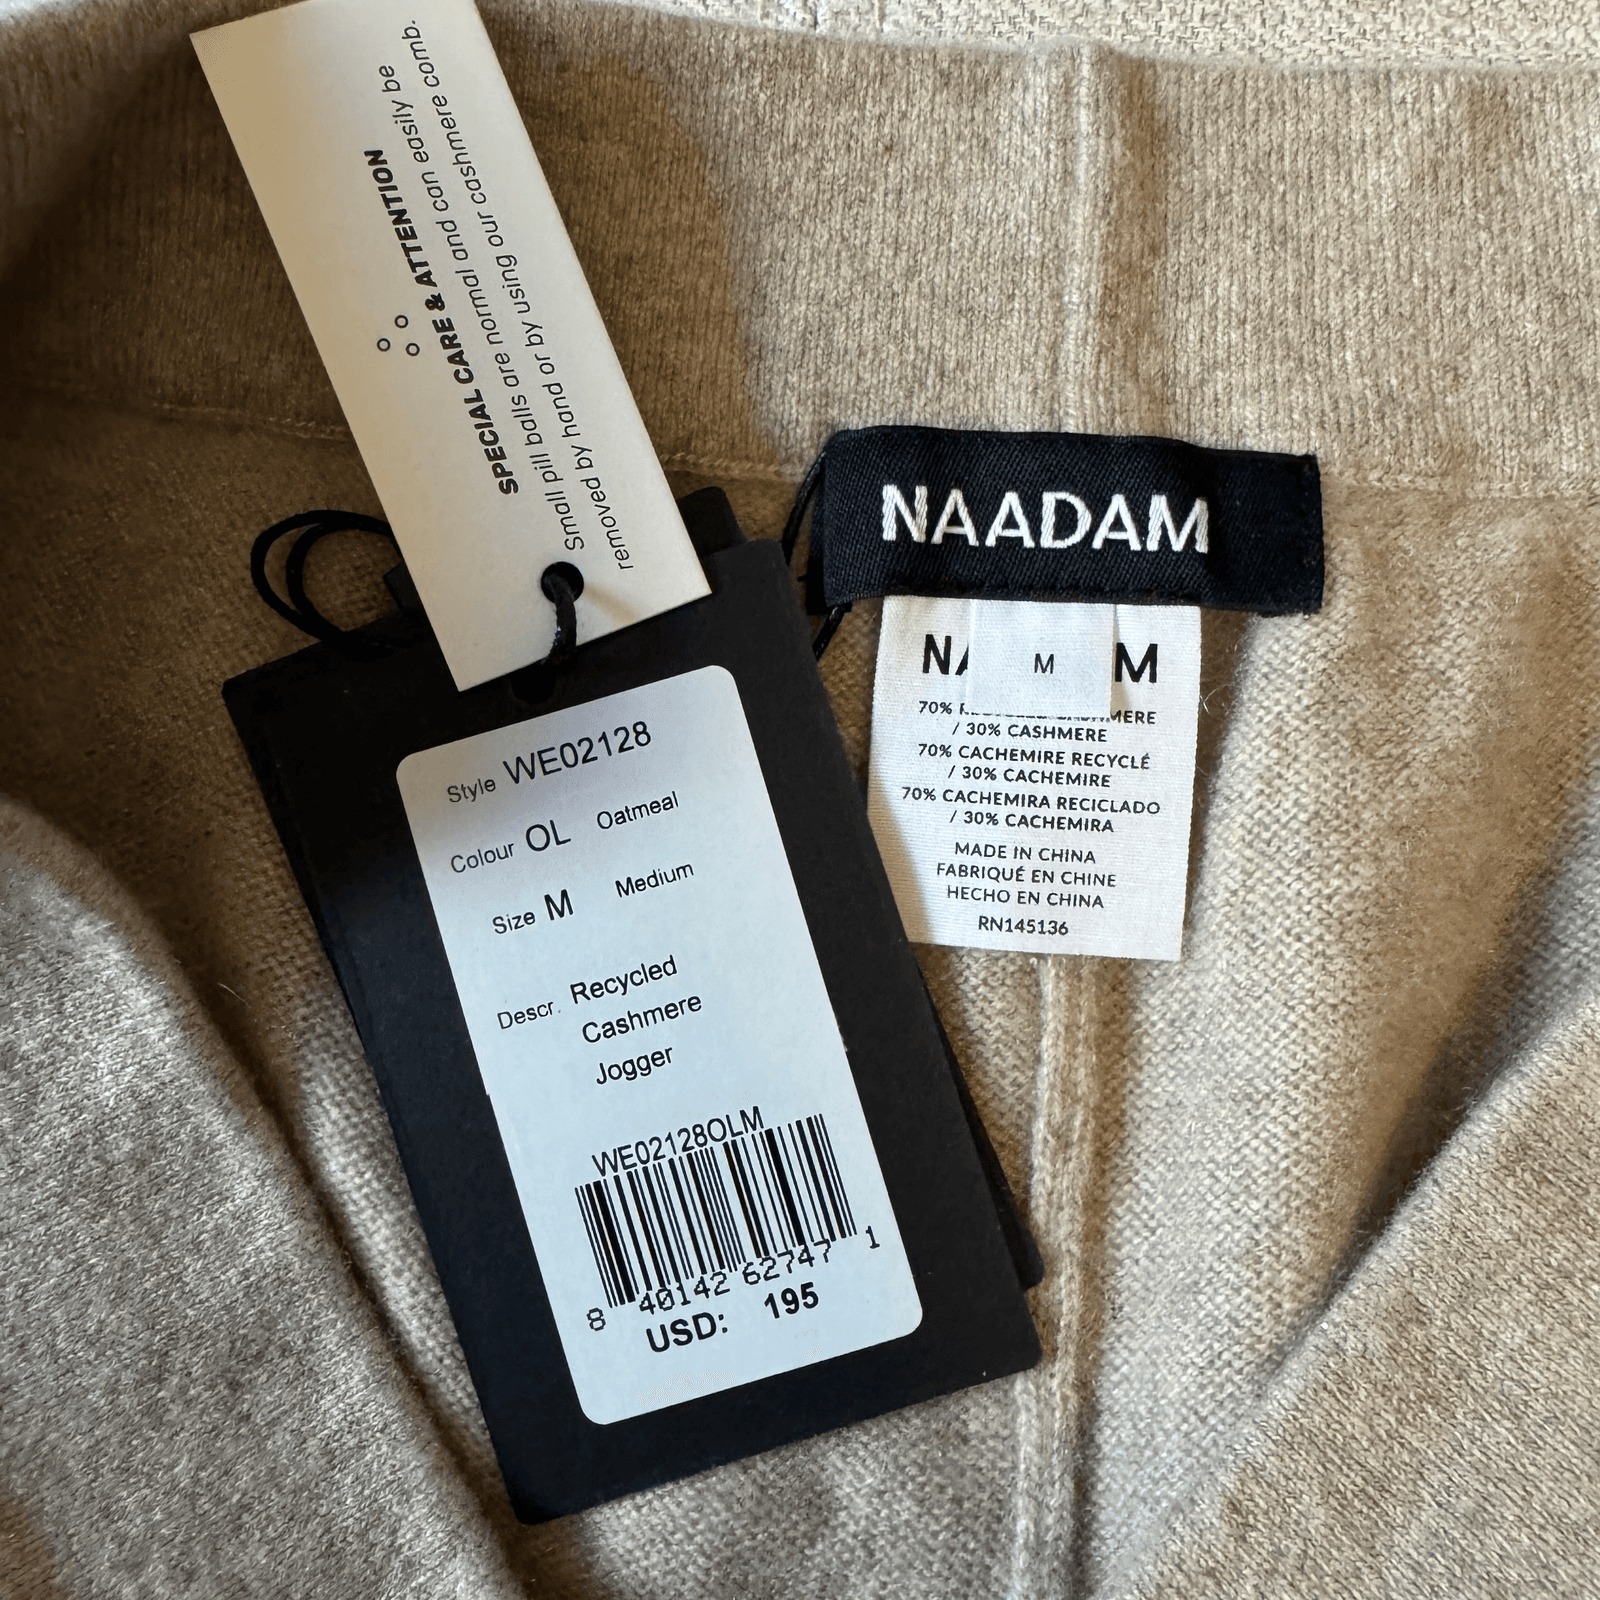 SPECIAL CARE & ATTENTION
Small pill balls are normal and can easily be
removed by hand or by using our cashmere comb.
Style WE02128
Colour OL Oatmeal
Size M Medium
Descr. Recycled
Cashmere
Jogger
WE02128OLM
8 40142 62747 1
USD: 195
NAADAM
M
M
70%
/ 30% CASHMERE
70% CACHEMIRE RECYCLÉ
/ 30% CACHEMIRE
70% CACHEMIRA RECICLADO
/ 30% CACHEMIRA
MADE IN CHINA
FABRIQUÉ EN CHINE
HECHO EN CHINA
RN145136